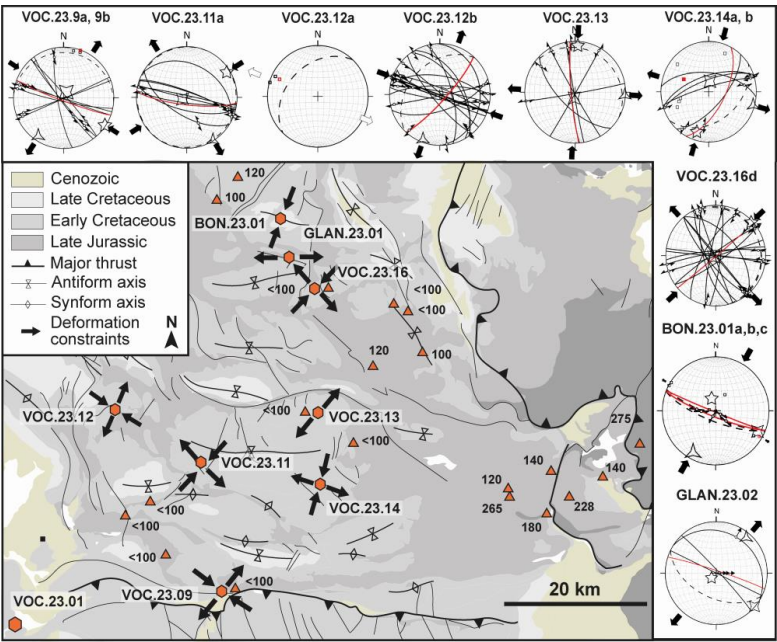 VOC.23.9a, 9b
VOC.23.11a
VOC.23.12a
VOC.23.12b
VOC.23.13
VOC.23.14a, b
N
N
N
N
N
N
Cenozoic
Late Cretaceous
Early Cretaceous
Late Jurassic
Major thrust
Antiform axis
Synform axis
Deformation
constraints
N
120
100
BON.23.01
GLAN.23.01
VOC.23.16
<100
<100
<100
100
120
VOC.23.12
<100
VOC.23.13
<100
VOC.23.11
VOC.23.14
<100
<100
<100
VOC.23.09
<100
VOC.23.01
275
140
140
120
265
228
180
20 km
VOC.23.16d
N
BON.23.01a,b,c
N
GLAN.23.02
N